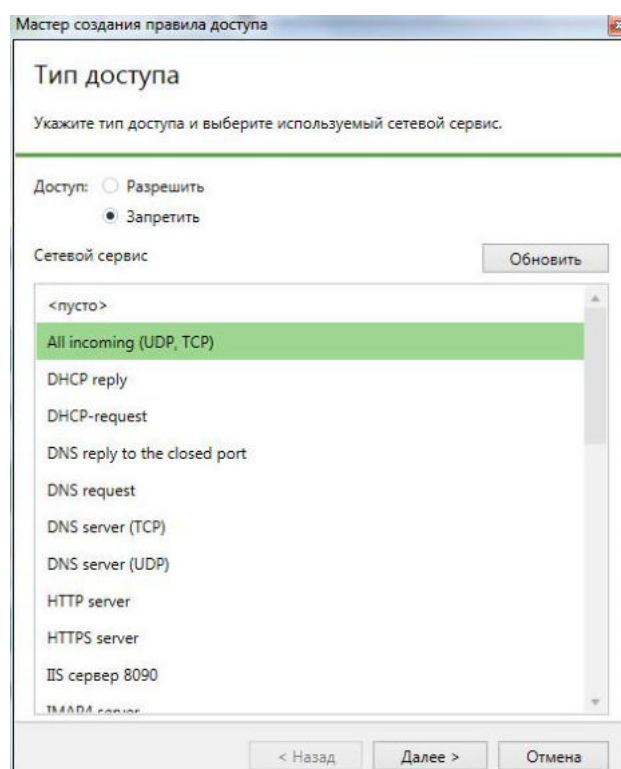 Мастер создания правила доступа
Тип доступа
Укажите тип доступа и выберите используемый сетевой сервис.
Доступ: Разрешить
Запретить
Сетевой сервис Обновить
<пусто>
All incoming (UDP, TCP)
DHCP reply
DHCP-request
DNS reply to the closed port
DNS request
DNS server (TCP)
DNS server (UDP)
HTTP server
HTTPS server
IIS сервер 8090
IMAP4 server
< Назад Далее > Отмена